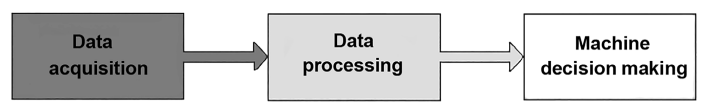 Data
acquisition
Data
processing
Machine
decision making